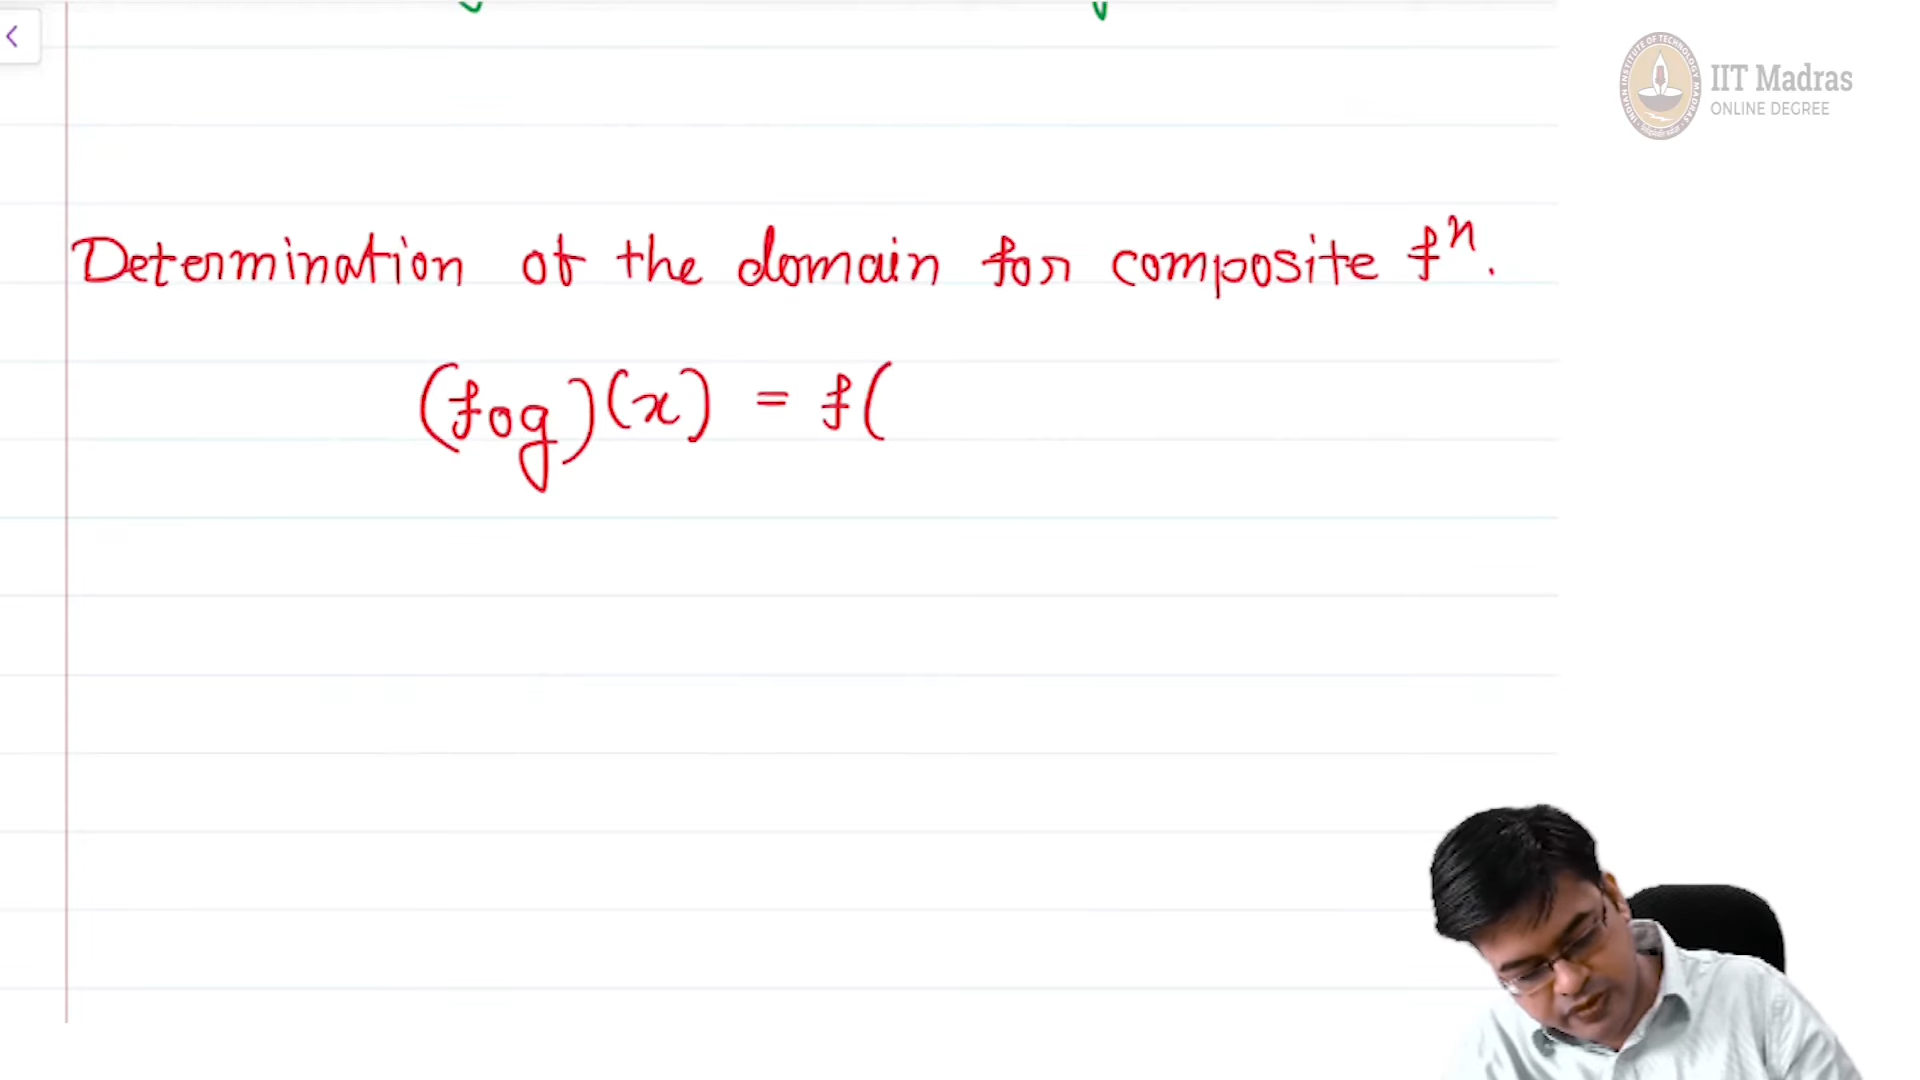 IIT Madras
ONLINE DEGREE
Determination of the domain for composite fⁿ.
(fog)(x) = f(